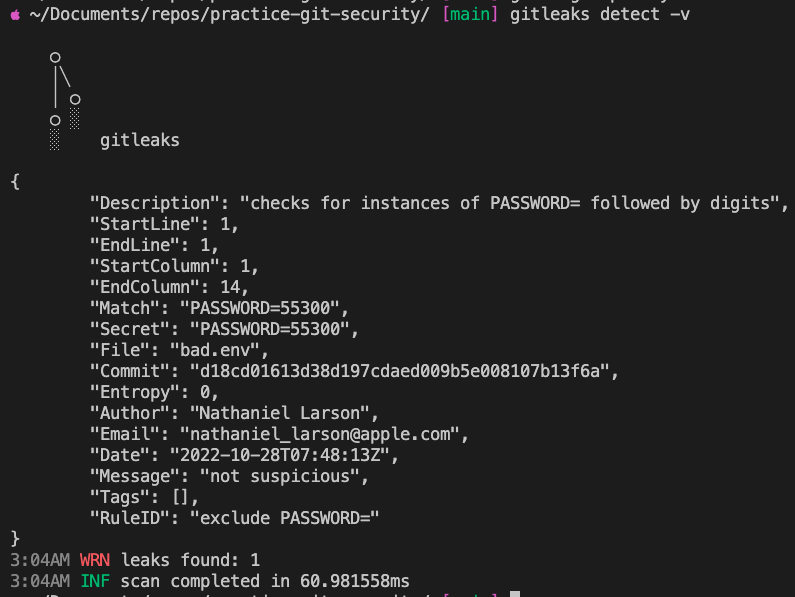 ~/Documents/repos/practice-git-security/ [main] gitleaks detect -v
○
│╲
│ ○
○ ░
░    gitleaks
{
"Description": "checks for instances of PASSWORD= followed by digits",
"StartLine": 1,
"EndLine": 1,
"StartColumn": 1,
"EndColumn": 14,
"Match": "PASSWORD=55300",
"Secret": "PASSWORD=55300",
"File": "bad.env",
"Commit": "d18cd01613d38d197cdaed009b5e008107b13f6a",
"Entropy": 0,
"Author": "Nathaniel Larson",
"Email": "nathaniel_larson@apple.com",
"Date": "2022-10-28T07:48:13Z",
"Message": "not suspicious",
"Tags": [],
"RuleID": "exclude PASSWORD="
}
3:04AM WRN leaks found: 1
3:04AM INF scan completed in 60.981558ms